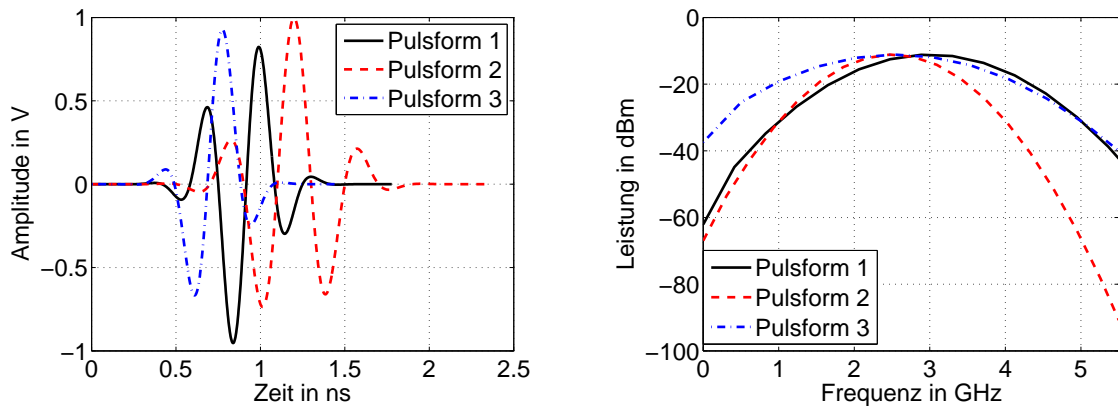 1
0.5
0
−0.5
−1
Amplitude in V
0 0.5 1 1.5 2 2.5
Zeit in ns
Pulsform 1
Pulsform 2
Pulsform 3
0
−20
−40
−60
−80
−100
Leistung in dBm
0 1 2 3 4 5
Frequenz in GHz
Pulsform 1
Pulsform 2
Pulsform 3